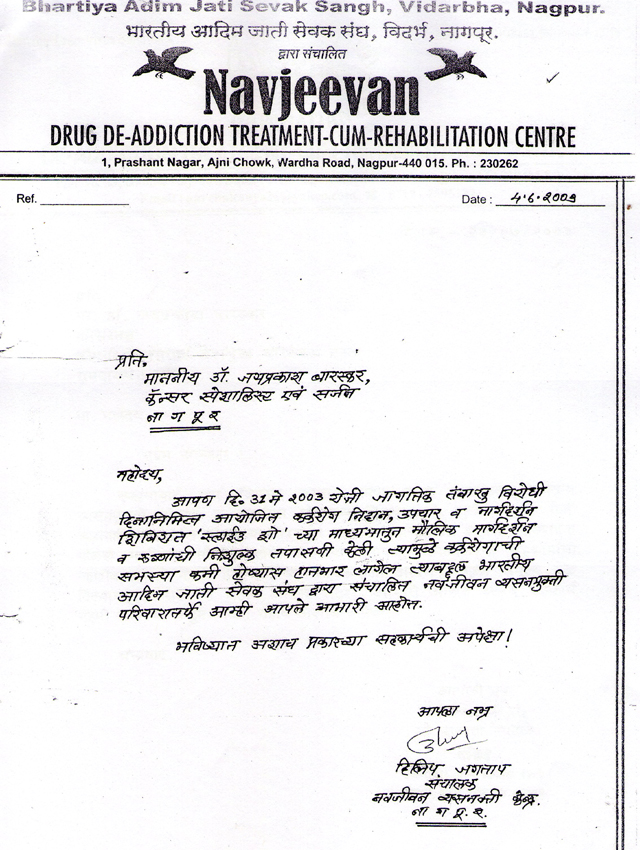 Bhartiya Adim Jati Sevak Sangh, Vidarbha, Nagpur.
भारतीय आदिम जाती सेवक संघ, विदर्भ, नागपूर.
द्वारा संचालित
Navjeevan
DRUG DE-ADDICTION TREATMENT-CUM-REHABILITATION CENTRE
1, Prashant Nagar, Ajni Chowk, Wardha Road, Nagpur-440 015. Ph. : 230262
Ref. Date : 4.6.2003
प्रति,
माननीय डॉ. जयप्रकाश बारस्कर,
कॅन्सर स्पेशालिस्ट एवं सर्जन
ना ग पू र
महोदय,
आपण दि. 31 मे 2003 रोजी जागतिक तंबाखु विरोधी
दिनानिमित्त आयोजित कर्करोग निदान, उपचार व मार्गदर्शन
शिबिरात 'स्लाईड शो' च्या माध्यमातुन मौलिक मार्गदर्शन
व रुग्णांची निशुल्क तपासणी केली त्यामुळे कर्करोगाची
समस्या कमी होण्यास हातभार लागेल त्याबद्दल भारतीय
आदिम जाती सेवक संघ द्वारा संचालित नवजीवन व्यसनमुक्ती
परिवारातर्फे आम्ही आपले आभारी आहोत.
भविष्यात अशाच प्रकारच्या सहकार्यची अपेक्षा!
आपला नम्र
दिलिप जगताप
संचालक
नवजीवन व्यसनमुक्ती केंद्र.
ना ग पू. र.